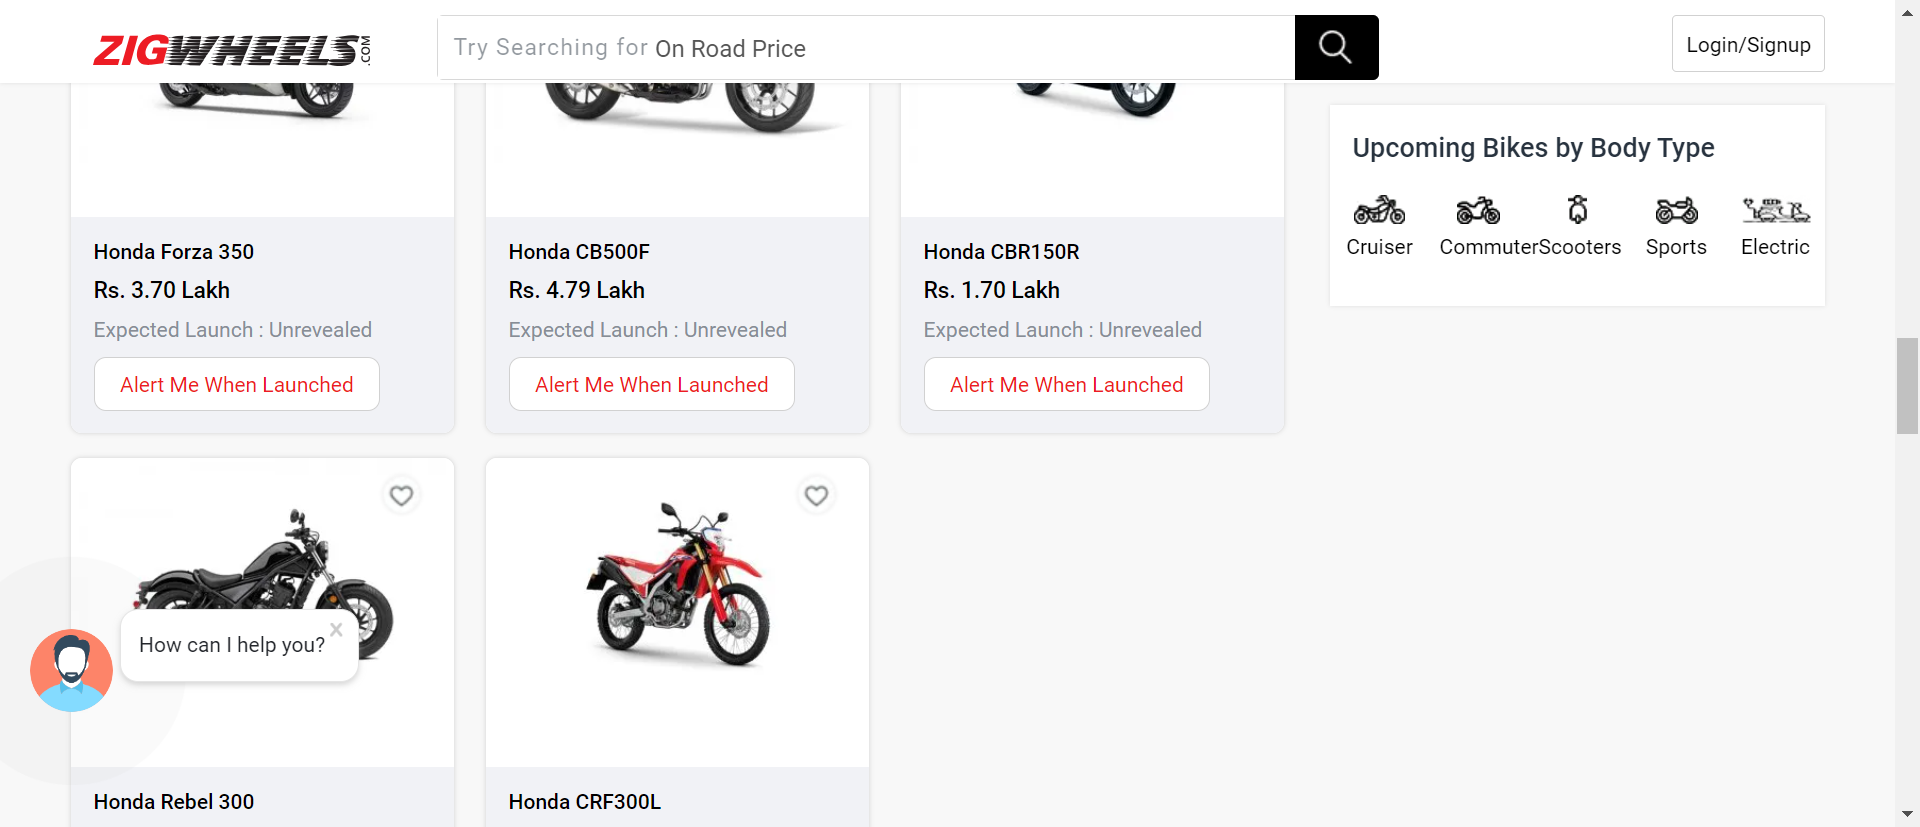 ZIGWHEELS.COM
Try Searching for On Road Price
Login/Signup
Upcoming Bikes by Body Type
Cruiser Commuter Scooters Sports Electric
Honda Forza 350
Rs. 3.70 Lakh
Expected Launch : Unrevealed
Alert Me When Launched
Honda CB500F
Rs. 4.79 Lakh
Expected Launch : Unrevealed
Alert Me When Launched
Honda CBR150R
Rs. 1.70 Lakh
Expected Launch : Unrevealed
Alert Me When Launched
How can I help you?
Honda Rebel 300
Honda CRF300L